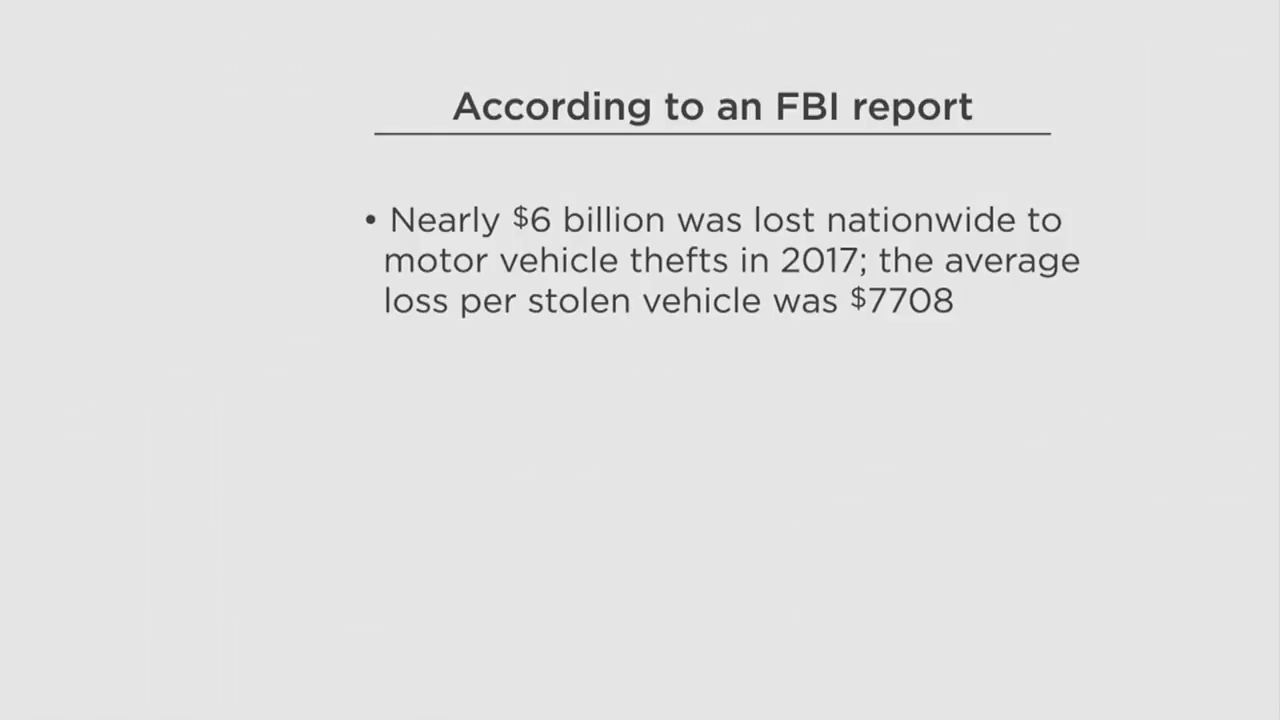 According to an FBI report
• Nearly $6 billion was lost nationwide to
motor vehicle thefts in 2017; the average
loss per stolen vehicle was $7708